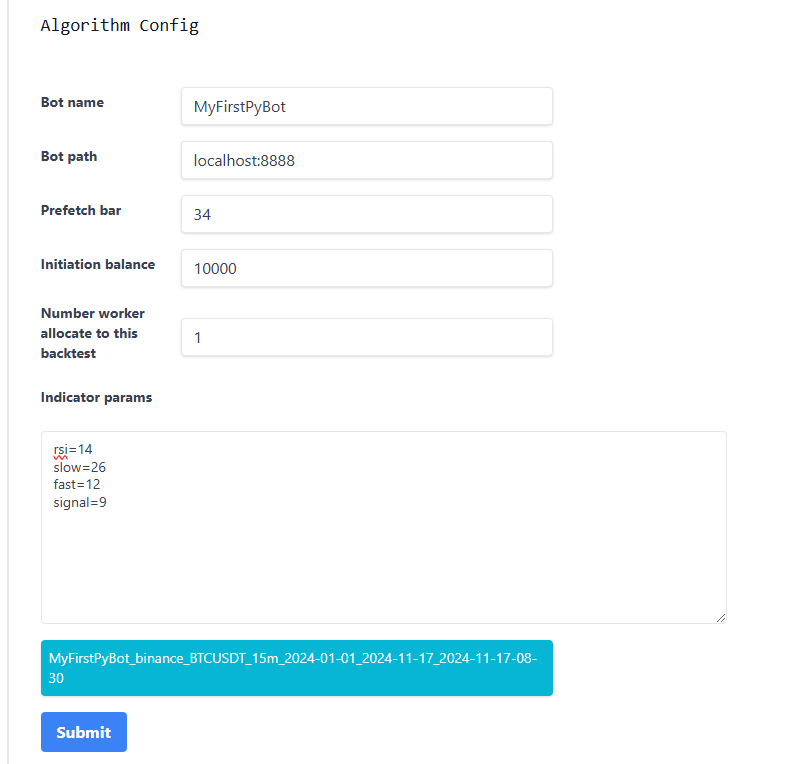 Algorithm Config
Bot name
MyFirstPyBot
Bot path
localhost:8888
Prefetch bar
34
Initiation balance
10000
Number worker
allocate to this
backtest
1
Indicator params
rsi=14
slow=26
fast=12
signal=9
MyFirstPyBot_binance_BTCUSDT_15m_2024-01-01_2024-11-17_2024-11-17-08-
30
Submit